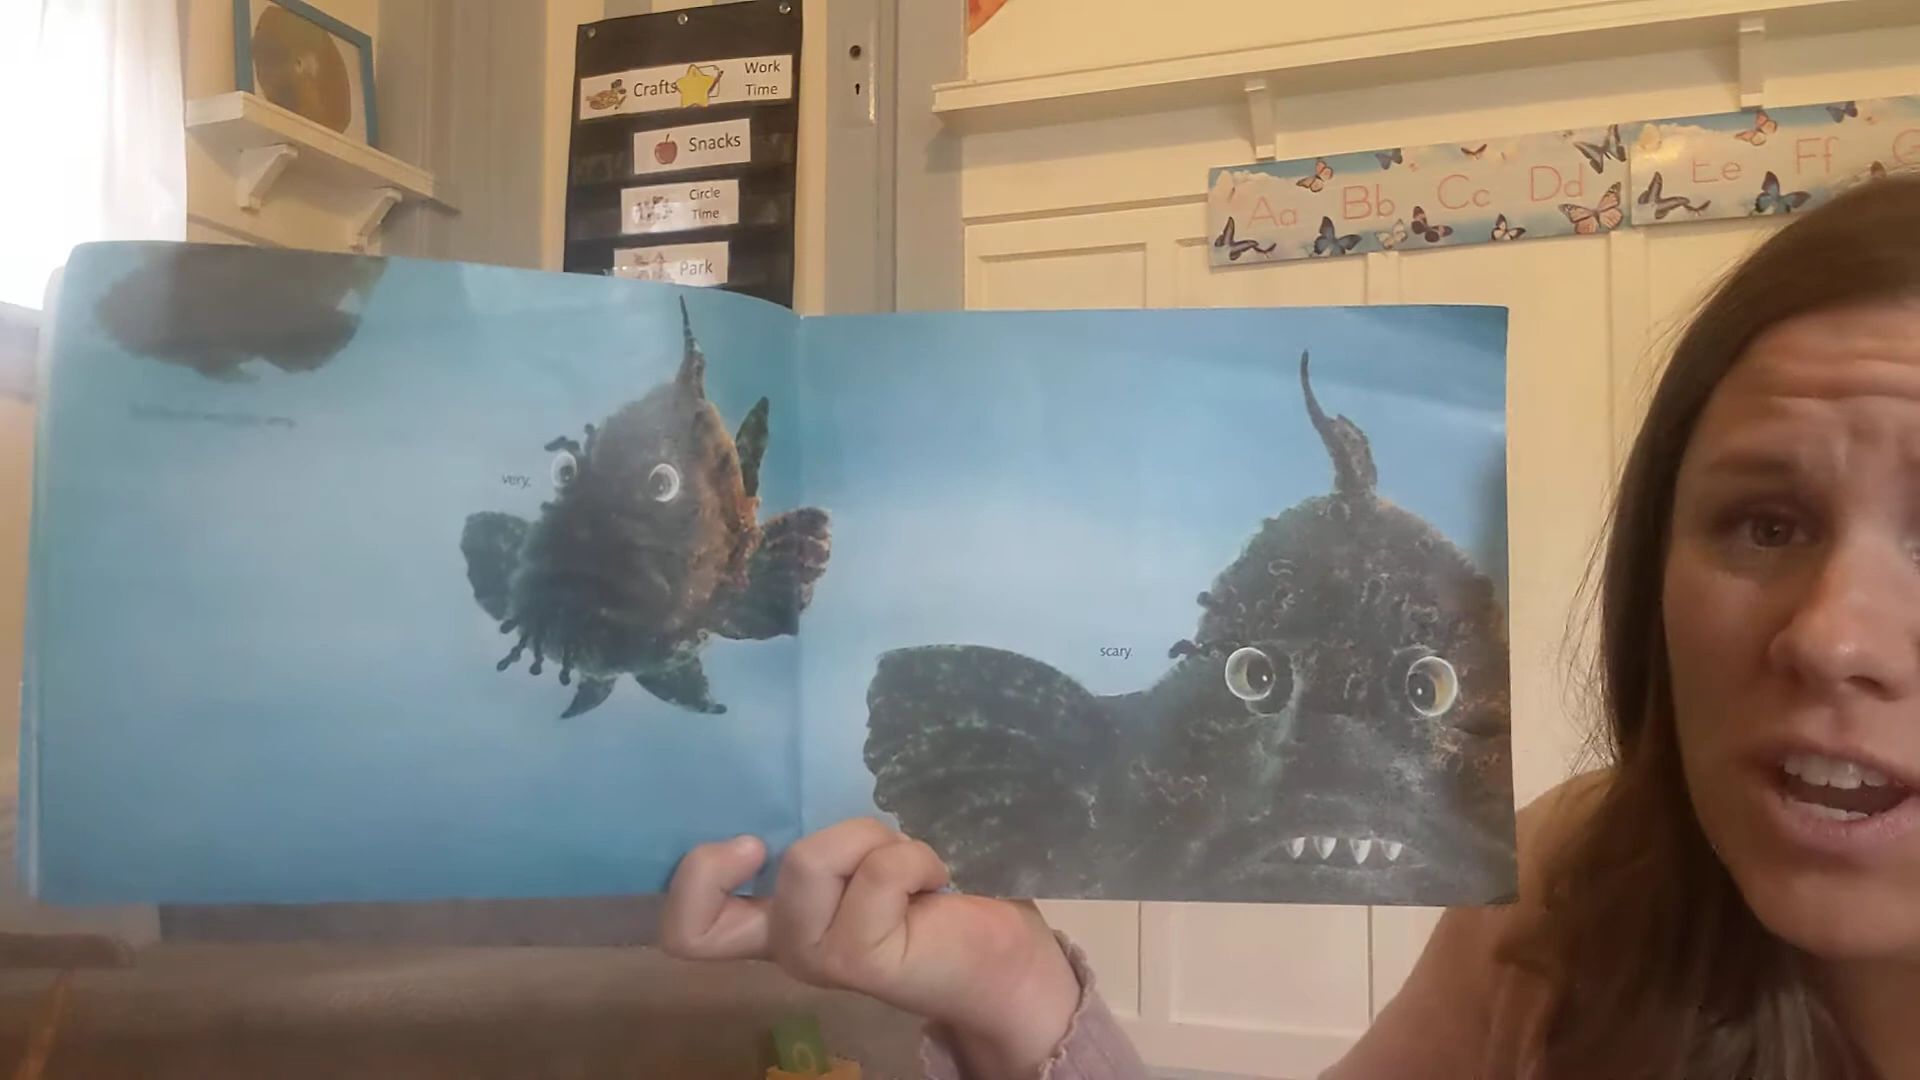 Crafts
Work
Time
Snacks
Circle
Time
Park
Aa Bb Cc Dd Ee Ff G
very,
scary.